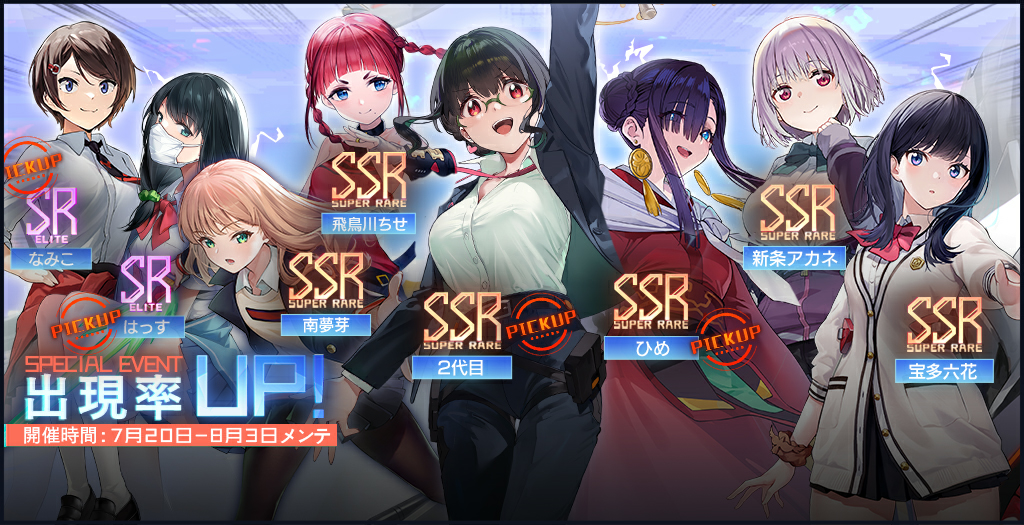 PICKUP
SR
ELITE
なみこ
SR
ELITE
PICKUP
はっす
SSR
SUPER RARE
飛鳥川ちせ
SSR
SUPER RARE
南夢芽
SSR
SUPER RARE
PICKUP
2代目
SSR
SUPER RARE
PICKUP
ひめ
SSR
SUPER RARE
新条アカネ
SSR
SUPER RARE
宝多六花
SPECIAL EVENT
出現率UP!
開催時間:7月20日-8月3日メンテ